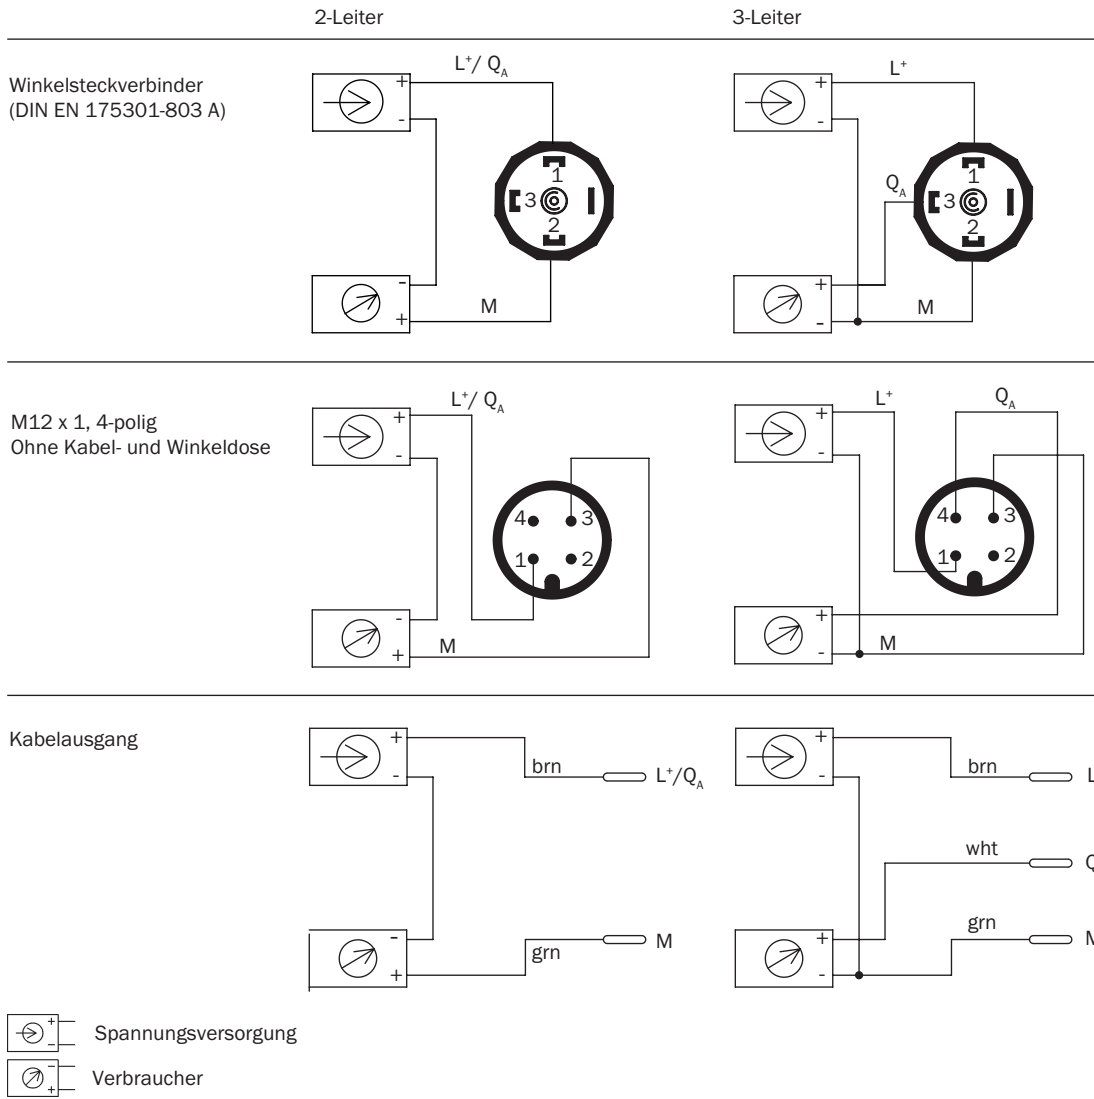 2-Leiter
3-Leiter
Winkelsteckverbinder
(DIN EN 175301-803 A)
L⁺/ Q_A
+
-
1
3
2
-
+
M
L⁺
+
-
Q_A
1
3
2
+
-
M
M12 x 1, 4-polig
Ohne Kabel- und Winkeldose
L⁺/ Q_A
+
-
4
3
1
2
-
+
M
L⁺
Q_A
+
-
4
3
1
2
+
-
M
Kabelausgang
+
-
brn
L⁺/Q_A
-
+
grn
M
+
-
brn
L
wht
Q
+
-
grn
M
+
-
Spannungsversorgung
-
+
Verbraucher